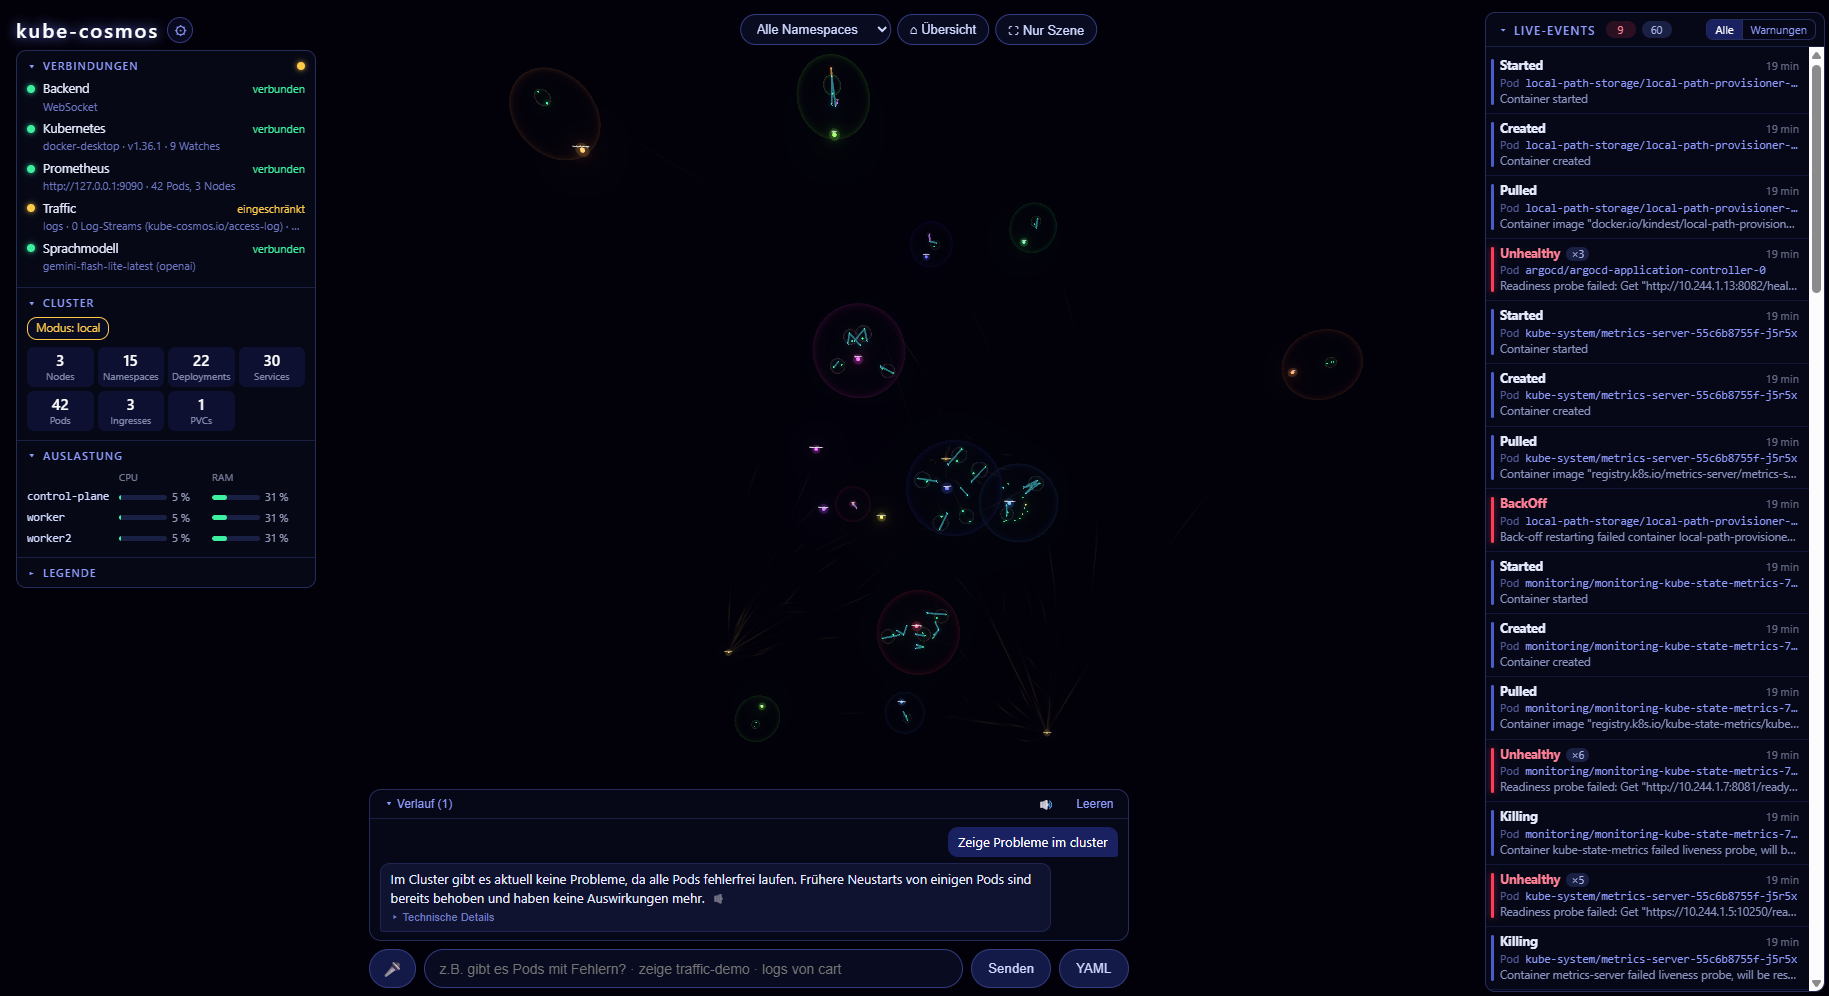 kube-cosmos
VERBINDUNGEN
Backend verbunden
WebSocket
Kubernetes verbunden
docker-desktop · v1.36.1 · 9 Watches
Prometheus verbunden
http://127.0.0.1:9090 · 42 Pods, 3 Nodes
Traffic eingeschränkt
logs · 0 Log-Streams (kube-cosmos.io/access-log) · ...
Sprachmodell verbunden
gemini-flash-lite-latest (openai)
CLUSTER
Modus: local
3 15 22 30
Nodes Namespaces Deployments Services
42 3 1
Pods Ingresses PVCs
AUSLASTUNG
CPU RAM
control-plane 5 % 31 %
worker 5 % 31 %
worker2 5 % 31 %
LEGENDE
Alle Namespaces Übersicht Nur Szene
Verlauf (1) Leeren
Zeige Probleme im cluster
Im Cluster gibt es aktuell keine Probleme, da alle Pods fehlerfrei laufen. Frühere Neustarts von einigen Pods sind
bereits behoben und haben keine Auswirkungen mehr.
Technische Details
z.B. gibt es Pods mit Fehlern? · zeige traffic-demo · logs von cart Senden YAML
LIVE-EVENTS 9 60 Alle Warnungen
Started 19 min
Pod local-path-storage/local-path-provisioner-...
Container started
Created 19 min
Pod local-path-storage/local-path-provisioner-...
Container created
Pulled 19 min
Pod local-path-storage/local-path-provisioner-...
Container image "docker.io/kindest/local-path-provision...
Unhealthy ×3 19 min
Pod argocd/argocd-application-controller-0
Readiness probe failed: Get "http://10.244.1.13:8082/heal...
Started 19 min
Pod kube-system/metrics-server-55c6b8755f-j5r5x
Container started
Created 19 min
Pod kube-system/metrics-server-55c6b8755f-j5r5x
Container created
Pulled 19 min
Pod kube-system/metrics-server-55c6b8755f-j5r5x
Container image "registry.k8s.io/metrics-server/metrics-s...
BackOff 19 min
Pod local-path-storage/local-path-provisioner-...
Back-off restarting failed container local-path-provisione...
Started 19 min
Pod monitoring/monitoring-kube-state-metrics-7...
Container started
Created 19 min
Pod monitoring/monitoring-kube-state-metrics-7...
Container created
Pulled 19 min
Pod monitoring/monitoring-kube-state-metrics-7...
Container image "registry.k8s.io/kube-state-metrics/kube...
Unhealthy ×6 19 min
Pod monitoring/monitoring-kube-state-metrics-7...
Readiness probe failed: Get "http://10.244.1.7:8081/ready...
Killing 19 min
Pod monitoring/monitoring-kube-state-metrics-7...
Container kube-state-metrics failed liveness probe, will b...
Unhealthy ×5 19 min
Pod kube-system/metrics-server-55c6b8755f-j5r5x
Readiness probe failed: Get "https://10.244.1.5:10250/rea...
Killing 19 min
Pod kube-system/metrics-server-55c6b8755f-j5r5x
Container metrics-server failed liveness probe, will be res...